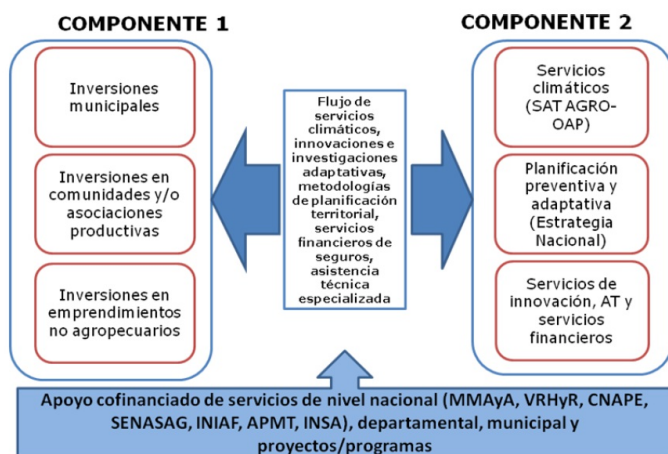 COMPONENTE 1
Inversiones
municipales
Inversiones en
comunidades y/o
asociaciones
productivas
Inversiones en
emprendimientos
no agropecuarios
Flujo de
servicios
climáticos,
innovaciones e
investigaciones
adaptativas,
metodologías
de planificación
territorial,
servicios
financieros de
seguros,
asistencia
técnica
especializada
COMPONENTE 2
Servicios
climáticos
(SAT AGRO-
OAP)
Planificación
preventiva y
adaptativa
(Estrategia
Nacional)
Servicios de
innovación, AT y
servicios
financieros
Apoyo cofinanciado de servicios de nivel nacional (MMAyA, VRHyR, CNAPE,
SENASAG, INIAF, APMT, INSA), departamental, municipal y
proyectos/programas